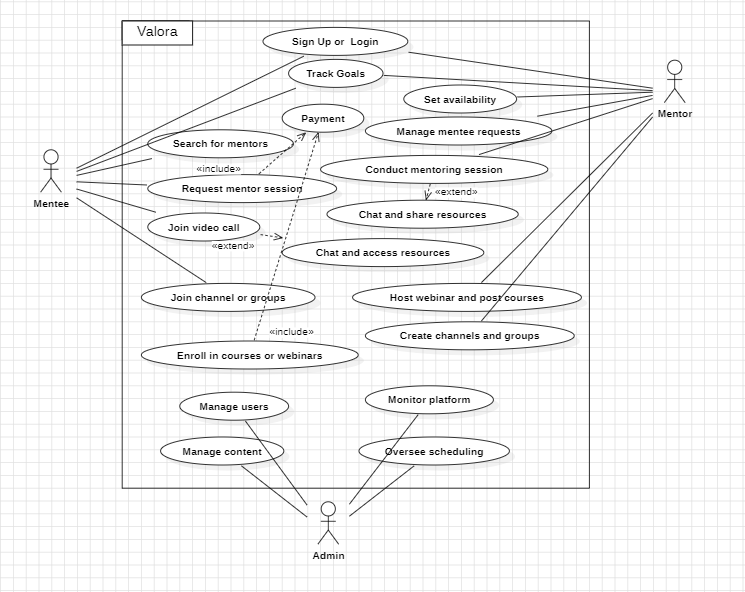 Valora
Sign Up or Login
Track Goals
Mentor
Set availability
Payment
Manage mentee requests
Search for mentors
«include»
Conduct mentoring session
Mentee
Request mentor session
«extend»
Chat and share resources
Join video call
«extend»
Chat and access resources
Join channel or groups
Host webinar and post courses
«include»
Create channels and groups
Enroll in courses or webinars
Manage users
Monitor platform
Manage content
Oversee scheduling
Admin